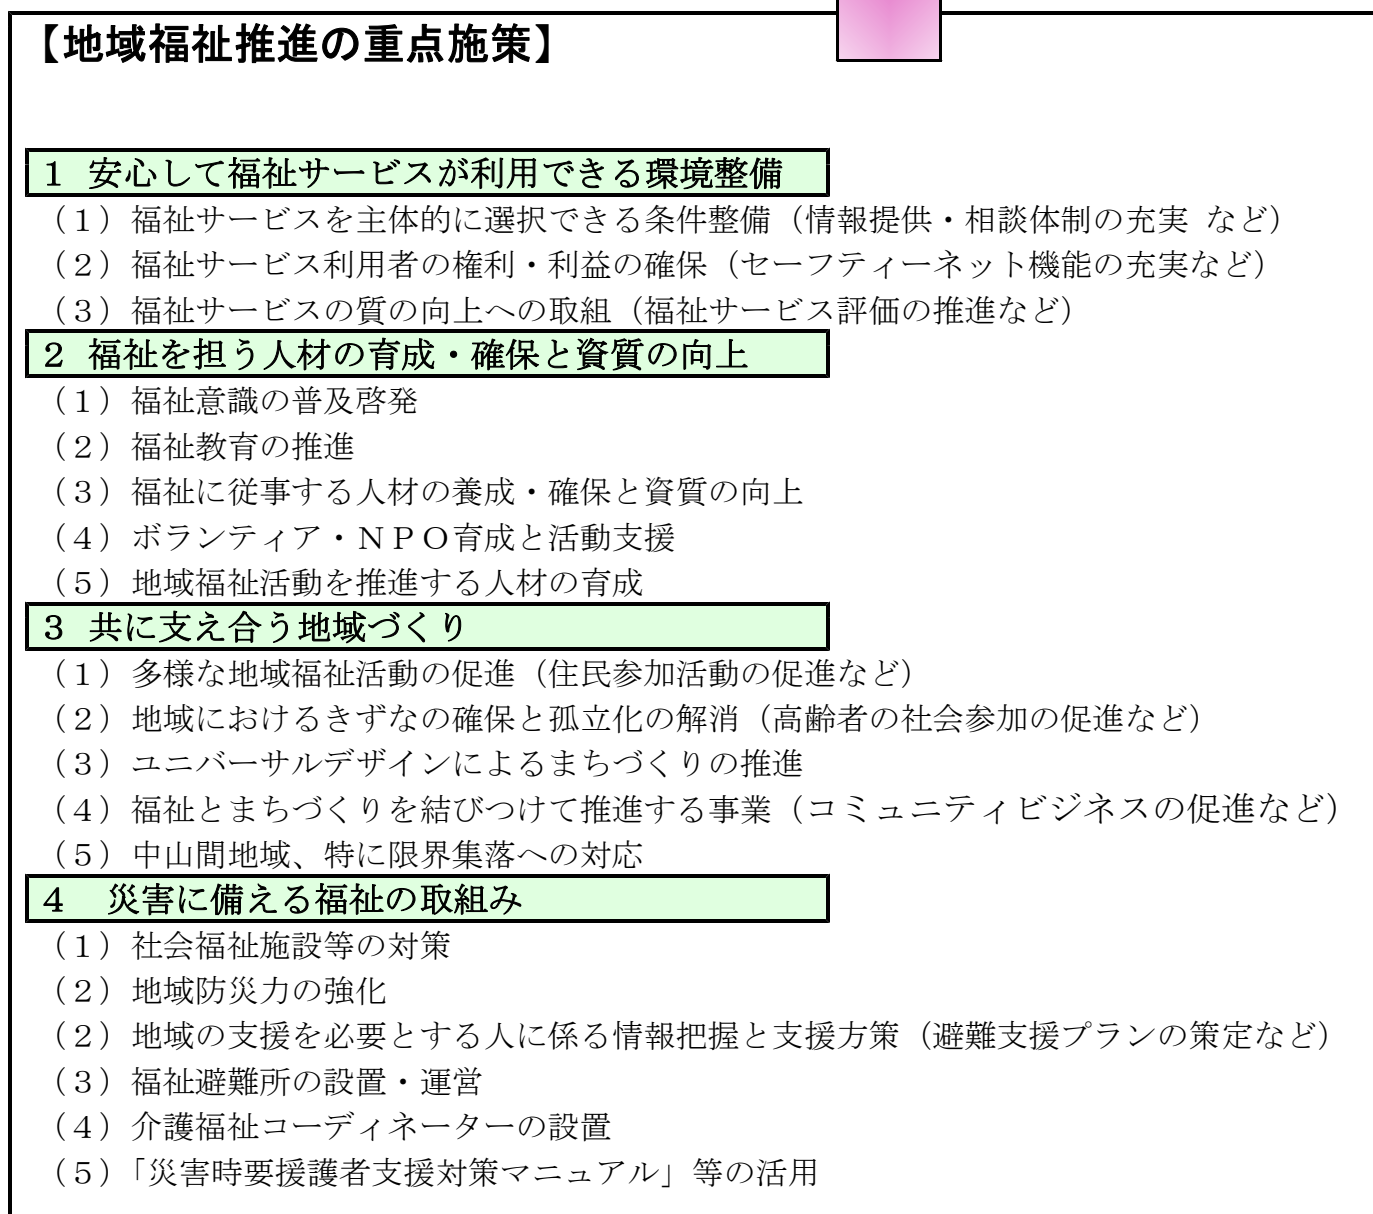 【地域福祉推進の重点施策】
１ 安心して福祉サービスが利用できる環境整備
（１）福祉サービスを主体的に選択できる条件整備（情報提供・相談体制の充実 など）
（２）福祉サービス利用者の権利・利益の確保（セーフティーネット機能の充実など）
（３）福祉サービスの質の向上への取組（福祉サービス評価の推進など）
２ 福祉を担う人材の育成・確保と資質の向上
（１）福祉意識の普及啓発
（２）福祉教育の推進
（３）福祉に従事する人材の養成・確保と資質の向上
（４）ボランティア・ＮＰＯ育成と活動支援
（５）地域福祉活動を推進する人材の育成
３ 共に支え合う地域づくり
（１）多様な地域福祉活動の促進（住民参加活動の促進など）
（２）地域におけるきずなの確保と孤立化の解消（高齢者の社会参加の促進など）
（３）ユニバーサルデザインによるまちづくりの推進
（４）福祉とまちづくりを結びつけて推進する事業（コミュニティビジネスの促進など）
（５）中山間地域、特に限界集落への対応
４ 災害に備える福祉の取組み
（１）社会福祉施設等の対策
（２）地域防災力の強化
（２）地域の支援を必要とする人に係る情報把握と支援方策（避難支援プランの策定など）
（３）福祉避難所の設置・運営
（４）介護福祉コーディネーターの設置
（５）「災害時要援護者支援対策マニュアル」等の活用